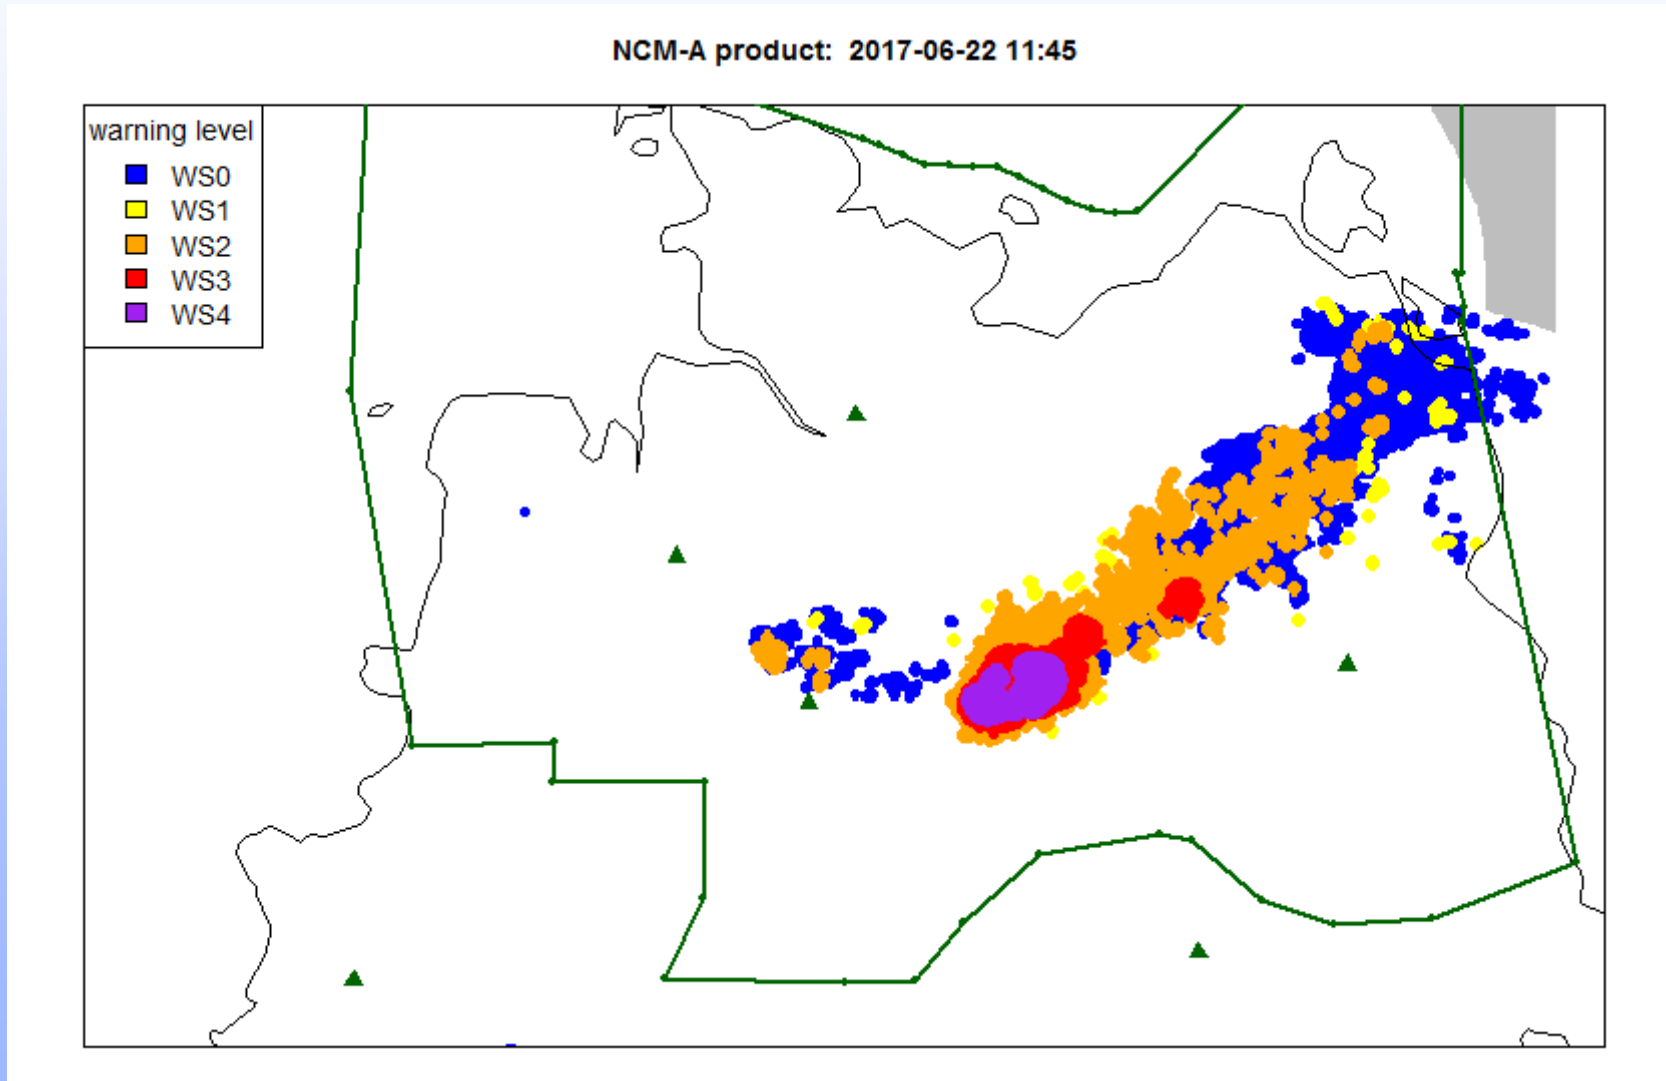 NCM-A product:  2017-06-22 11:45
warning level
WS0
WS1
WS2
WS3
WS4